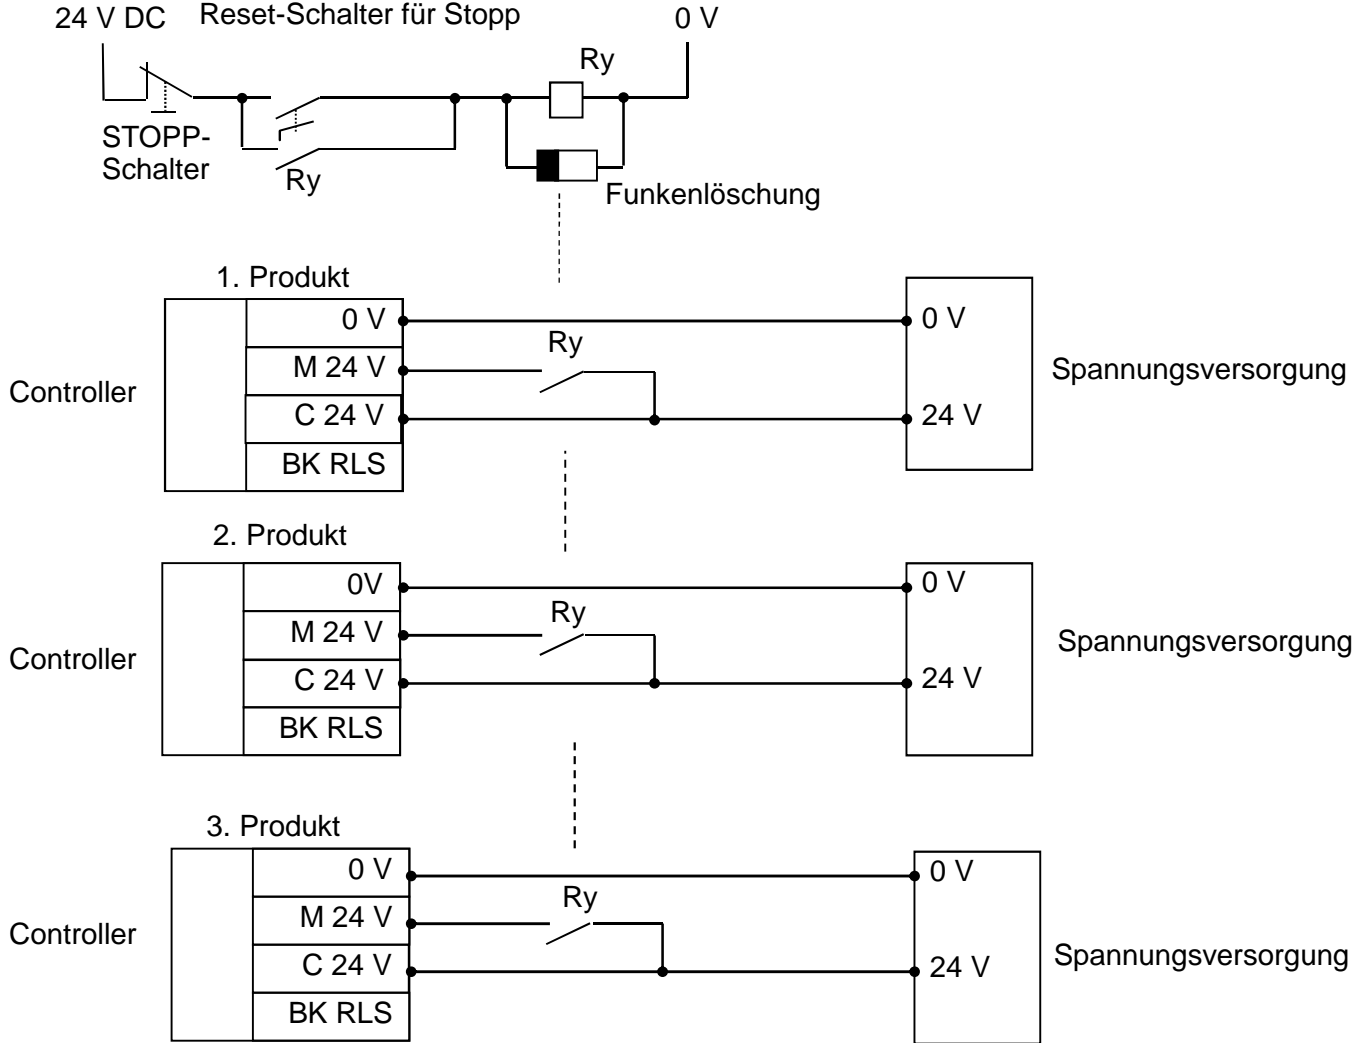 24 V DC
Reset-Schalter für Stopp
0 V
Ry
STOPP-
Schalter
Ry
Funkenlöschung
1. Produkt
0 V
0 V
Ry
M 24 V
Controller
Spannungsversorgung
C 24 V
24 V
BK RLS
2. Produkt
0V
0 V
Ry
M 24 V
Controller
Spannungsversorgung
C 24 V
24 V
BK RLS
3. Produkt
0 V
0 V
Ry
M 24 V
Controller
Spannungsversorgung
C 24 V
24 V
BK RLS